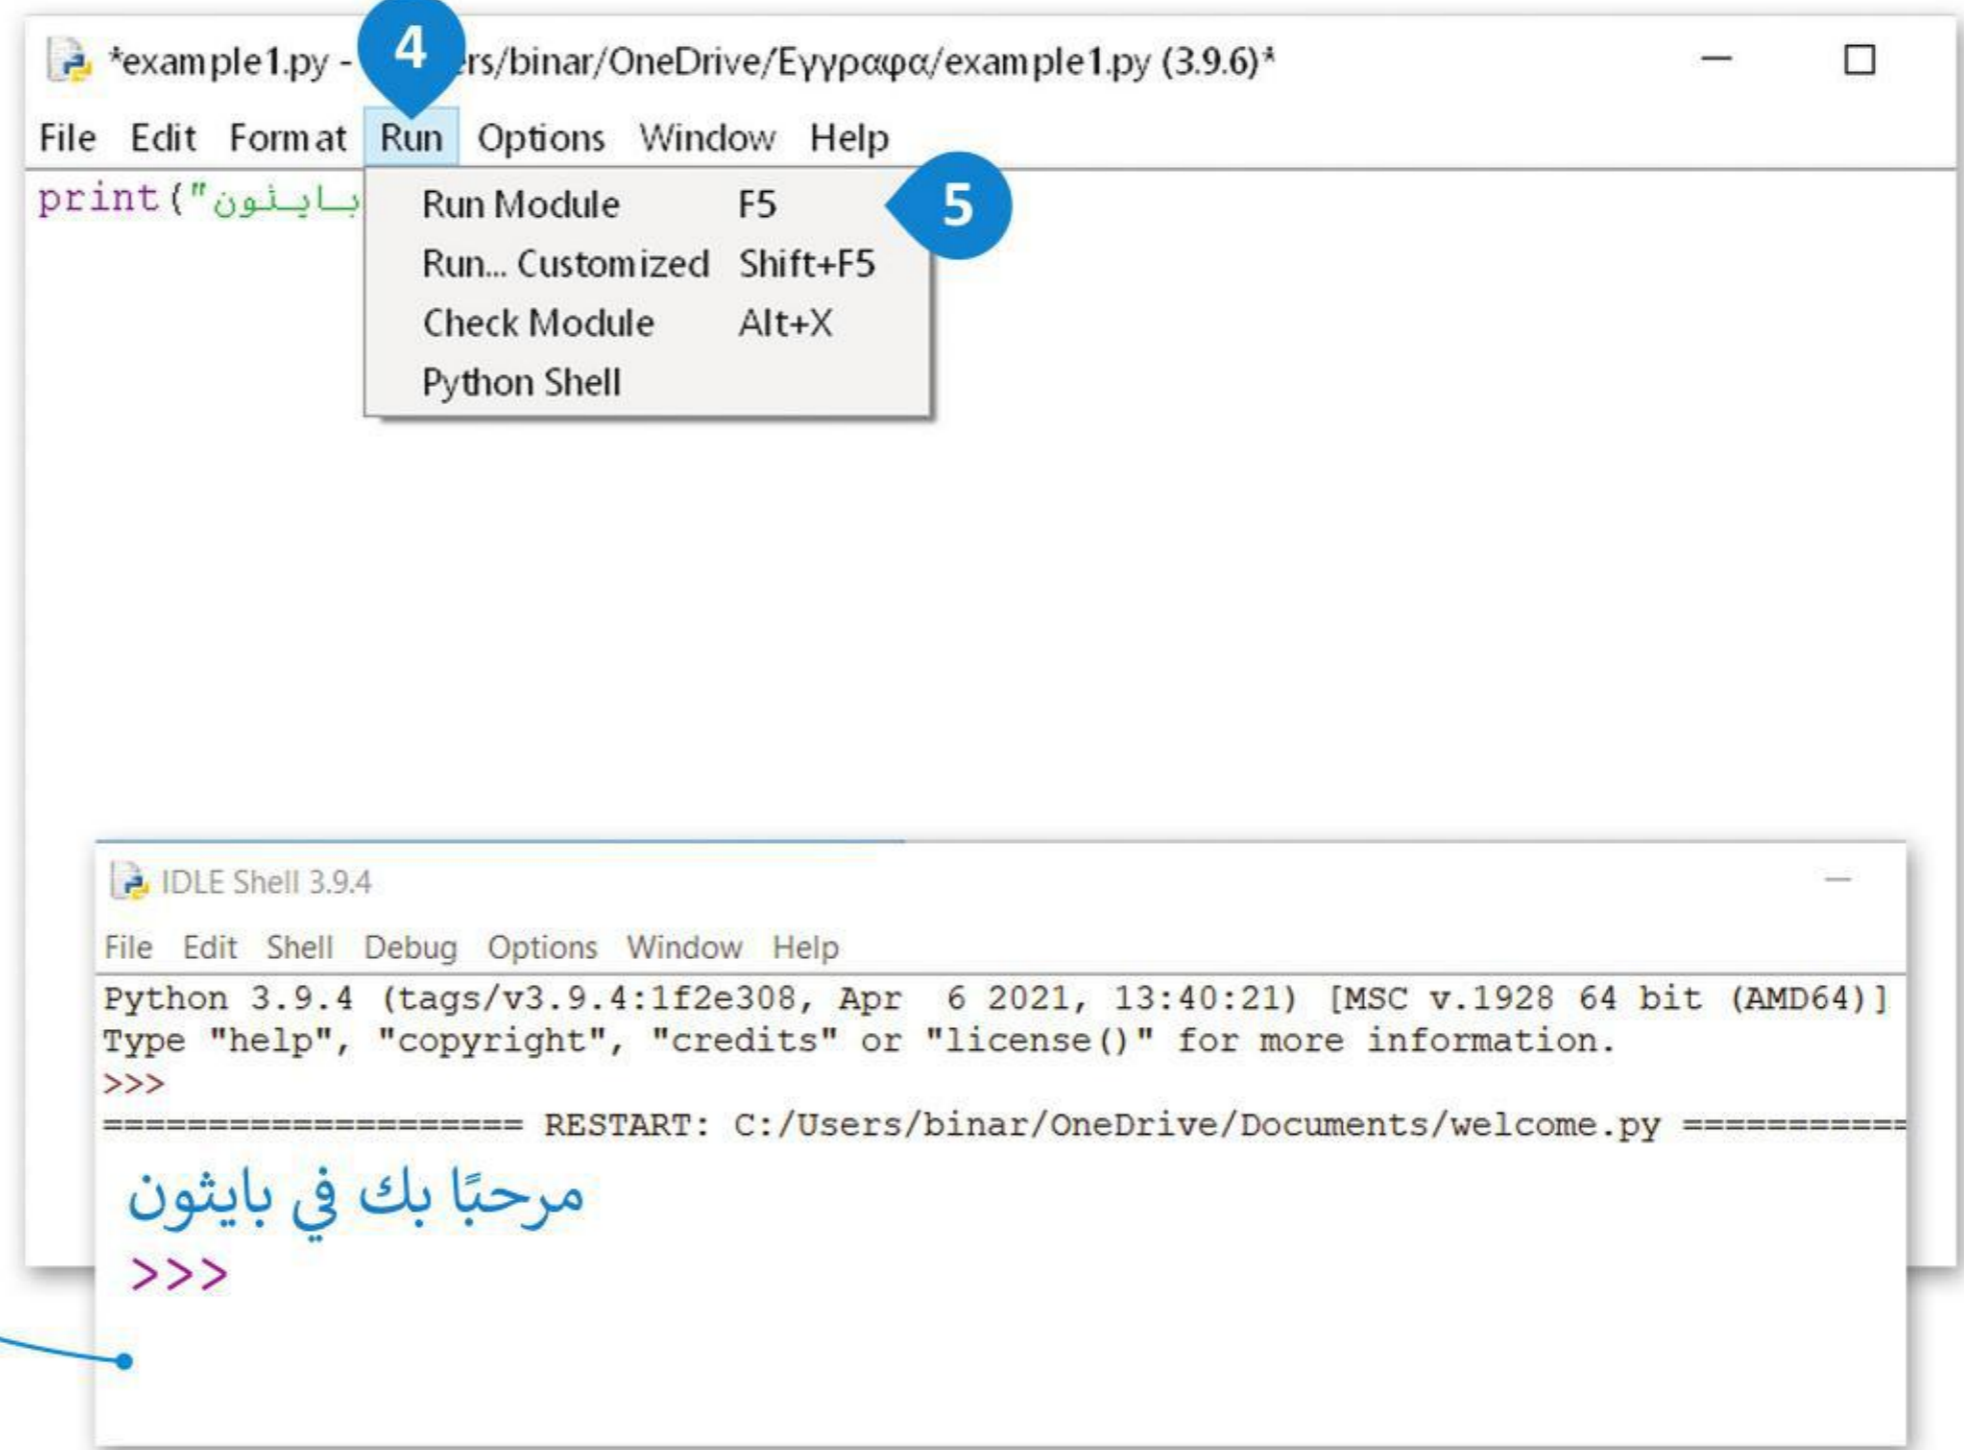 4
*example1.py - rs/binar/OneDrive/Εγγραφα/example1.py (3.9.6)*
File Edit Format Run Options Window Help
print("بايثون
Run Module F5
5
Run... Customized Shift+F5
Check Module Alt+X
Python Shell
IDLE Shell 3.9.4
File Edit Shell Debug Options Window Help
Python 3.9.4 (tags/v3.9.4:1f2e308, Apr  6 2021, 13:40:21) [MSC v.1928 64 bit (AMD64)]
Type "help", "copyright", "credits" or "license()" for more information.
>>>
==================== RESTART: C:/Users/binar/OneDrive/Documents/welcome.py ===========
مرحبًا بك في بايثون
>>>